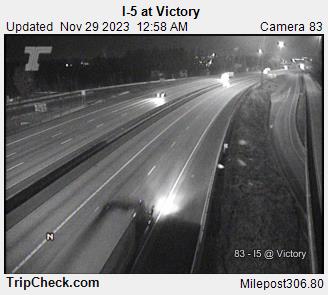 I-5 at Victory
Updated Nov 29 2023 12:58 AM Camera 83
T
N
83 - I5 @ Victory
TripCheck.com Milepost306.80